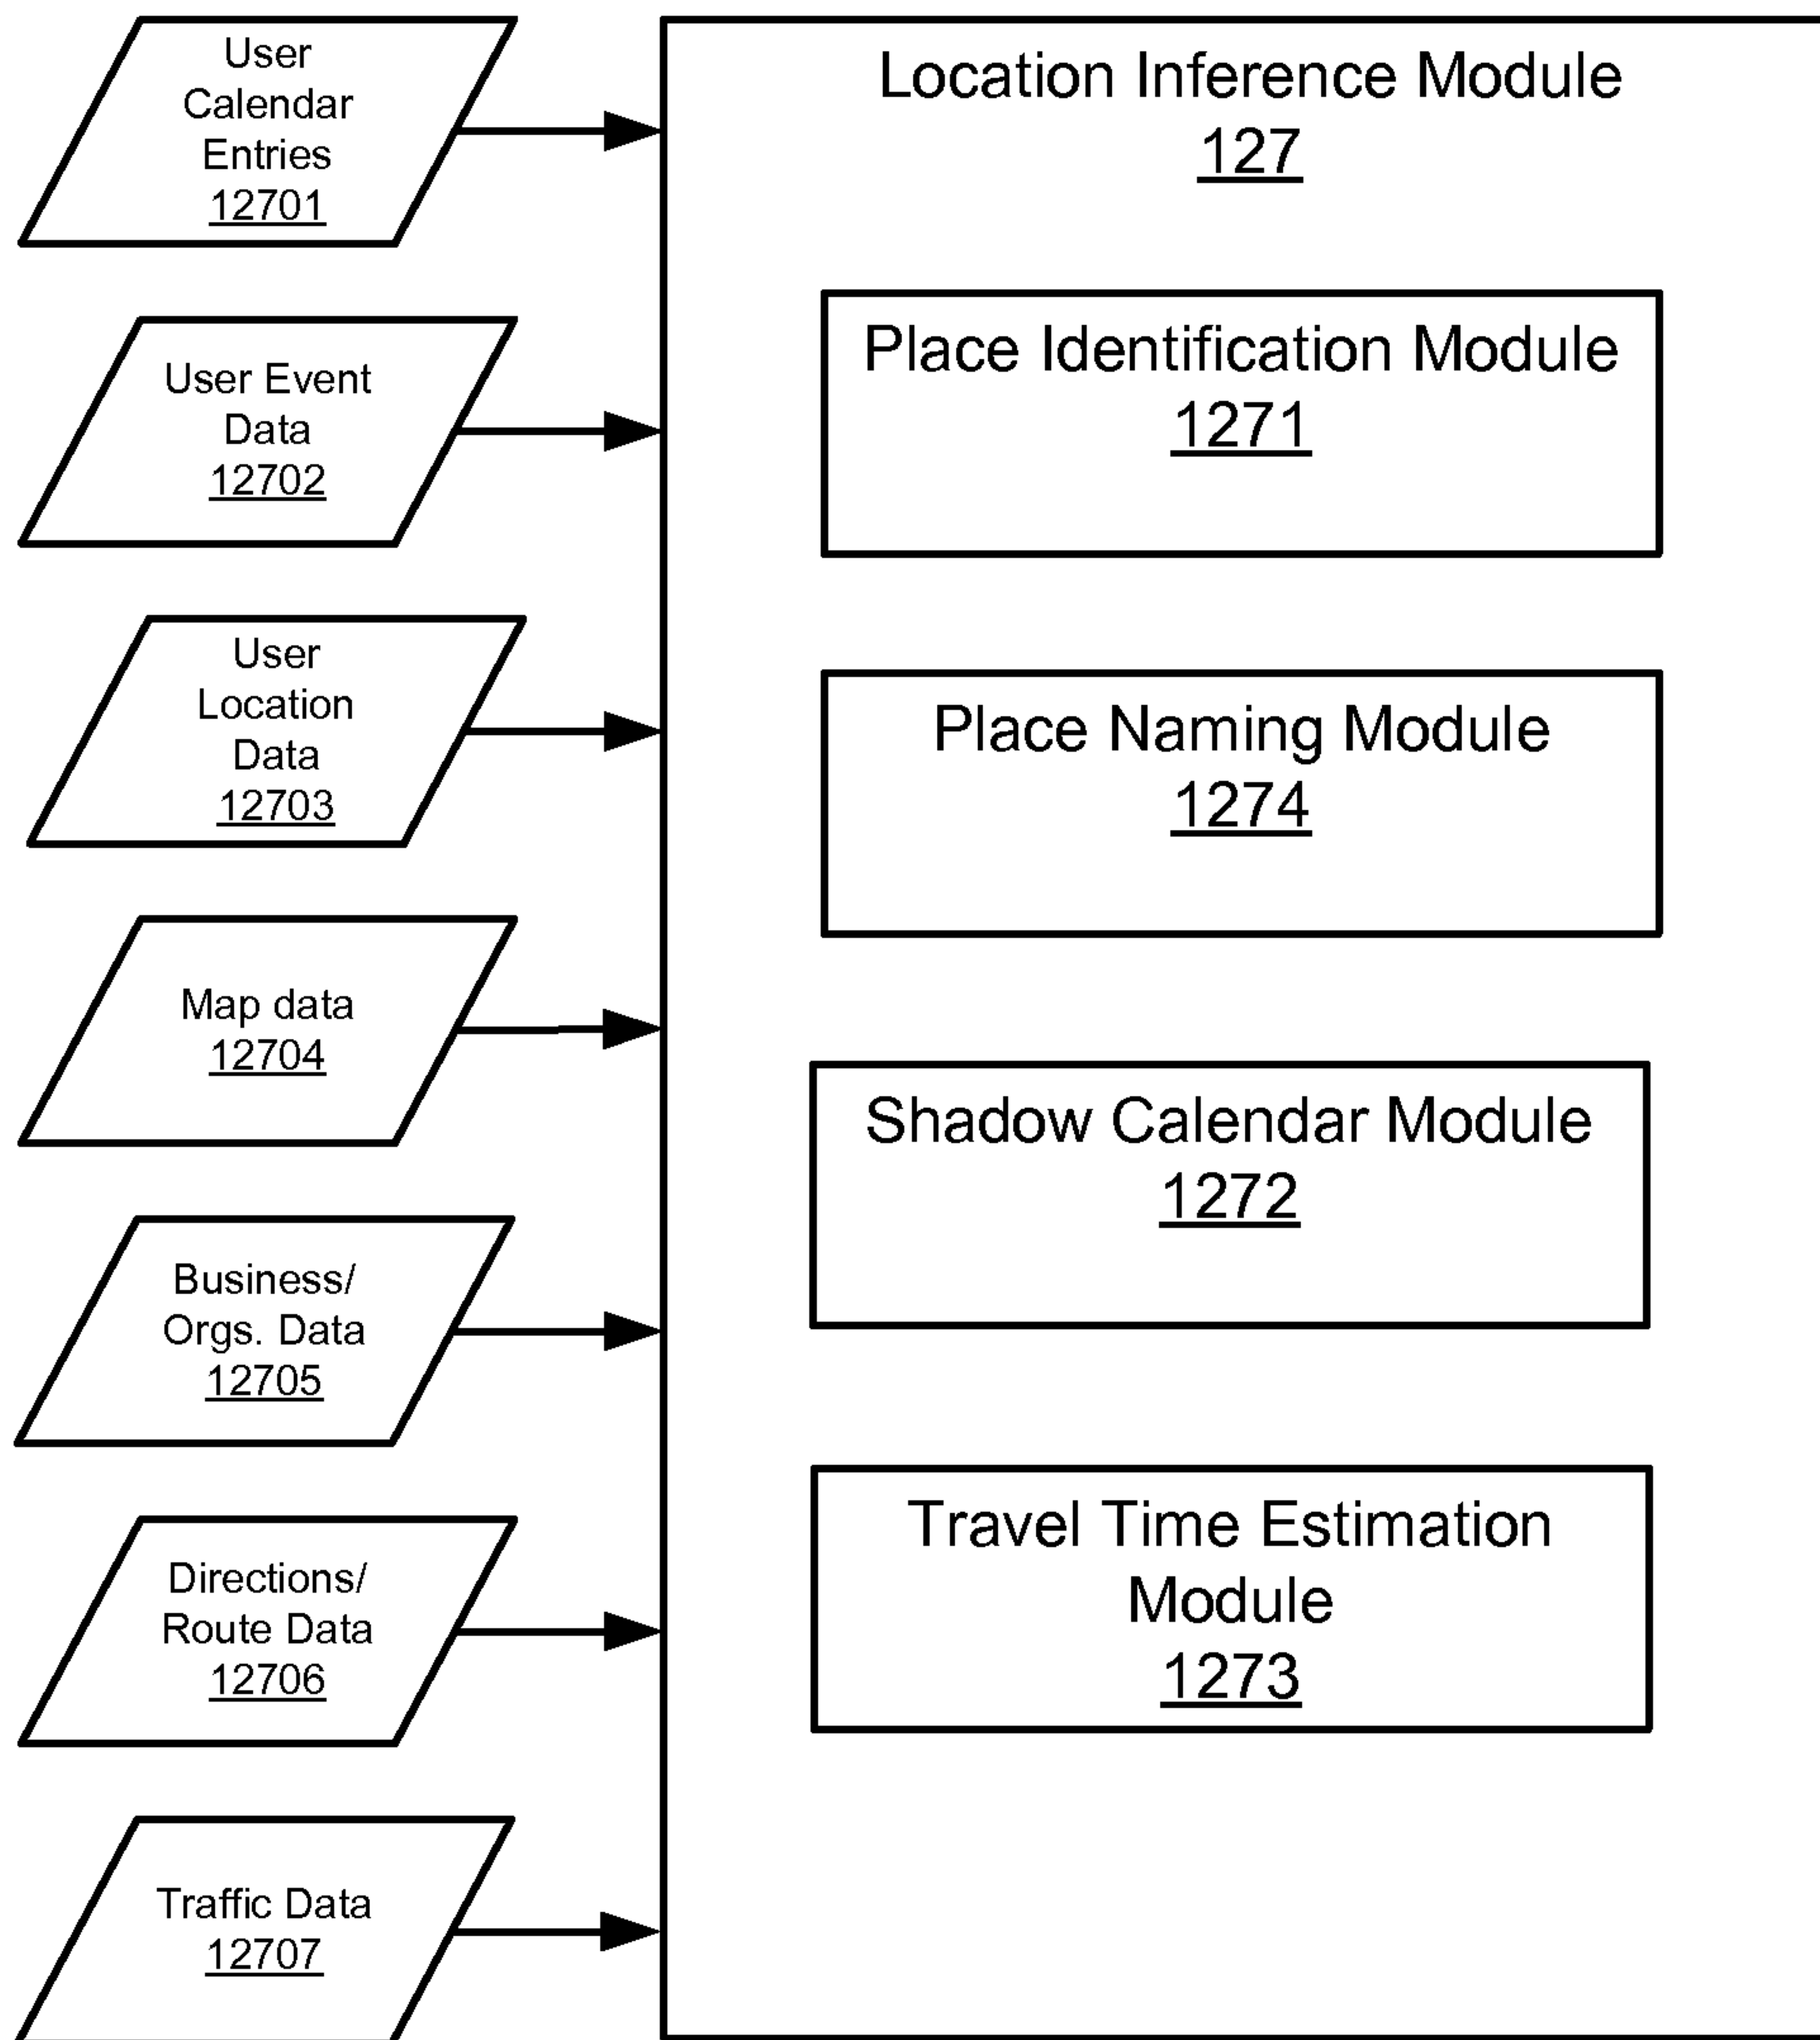 User
Calendar
Entries
12701
User Event
Data
12702
User
Location
Data
12703
Map data
12704
Business/
Orgs. Data
12705
Directions/
Route Data
12706
Traffic Data
12707
Location Inference Module
127
Place Identification Module
1271
Place Naming Module
1274
Shadow Calendar Module
1272
Travel Time Estimation
Module
1273